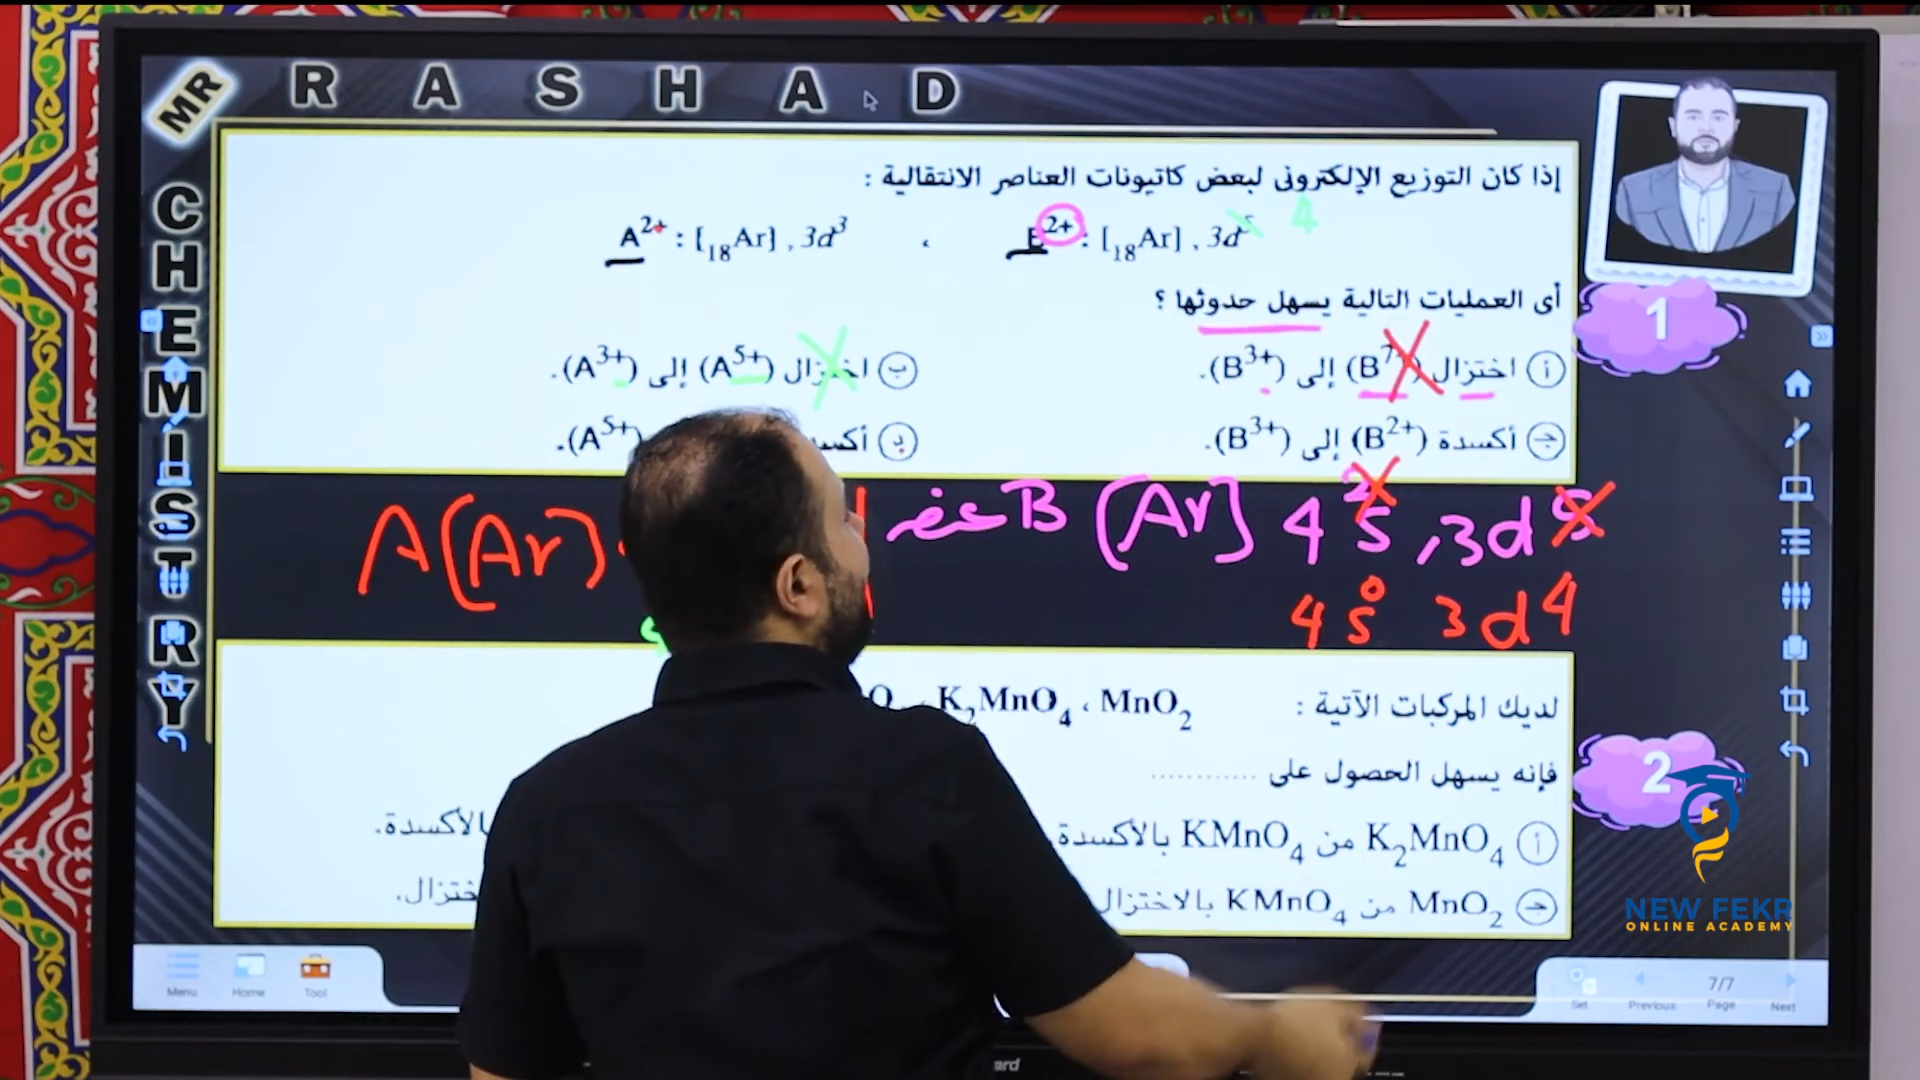 MR RASHAD
CHEMISTRY
إذا كان التوزيع الإلكترونى لبعض كاتيونات العناصر الانتقالية :
A²⁺ : [₁₈Ar] , 3d³ ، B²⁺ : [₁₈Ar] , 3d 4
أى العمليات التالية يسهل حدوثها ؟
1
أ اختزال (B⁷ ) إلى (B³⁺).
ب اختزال (A⁵⁺) إلى (A³⁺).
ج أكسدة (B²⁺) إلى (B³⁺).
د (A⁵⁺).
A [Ar]
B [Ar] 4s² , 3d⁵
4s⁰ 3d⁴
لديك المركبات الآتية : MnO₂ ، K₂MnO₄ ،
2
فإنه يسهل الحصول على ............
أ K₂MnO₄ من KMnO₄ بالأكسدة.
بالأكسدة.
ج MnO₂ من KMnO₄ بالاختزال
NEW FEKR
ONLINE ACADEMY
Menu Home Tool
Set Previous 7/7 Page Next